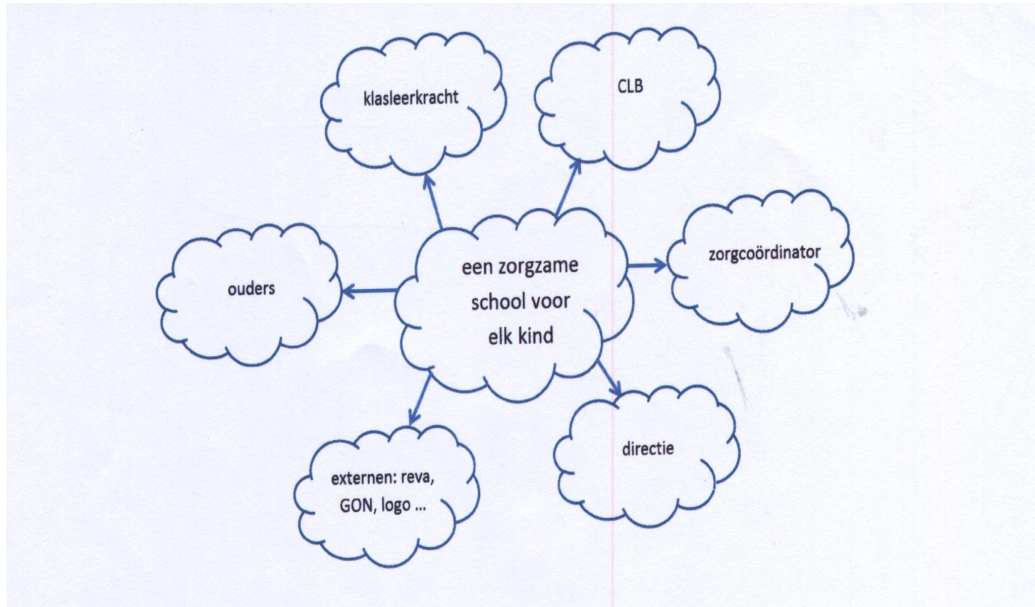 klasleerkracht
CLB
zorgcoördinator
een zorgzame
school voor
elk kind
ouders
directie
externen: reva,
GON, logo ...